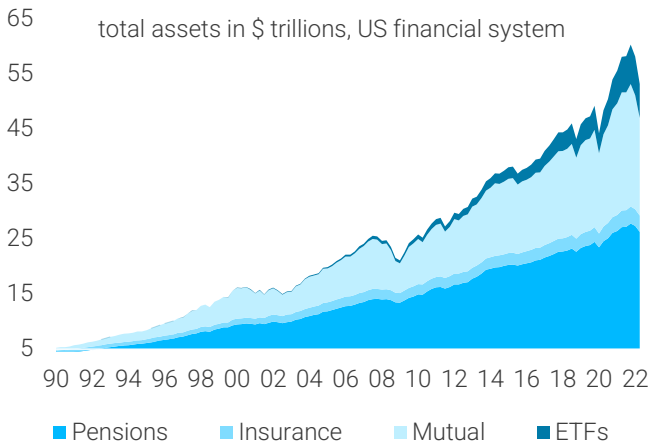 65
total assets in $ trillions, US financial system
55
45
35
25
15
5
90 92 94 96 98 00 02 04 06 08 10 12 14 16 18 20 22
Pensions Insurance Mutual ETFs